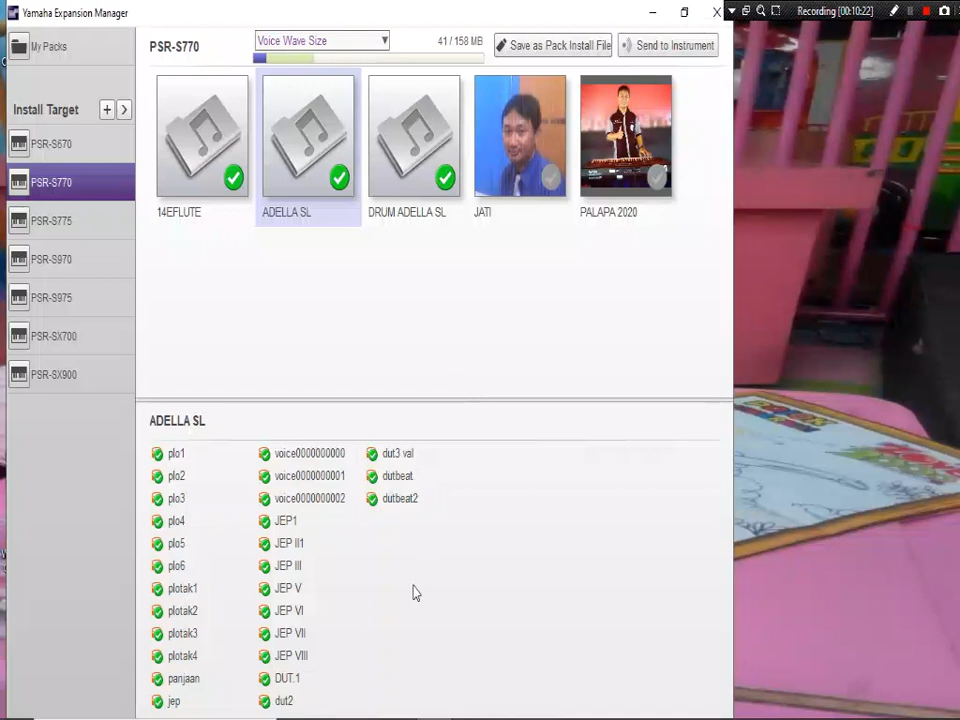 Yamaha Expansion Manager
Recording [00:10:22]
My Packs
PSR-S770
Voice Wave Size
41 / 158 MB
Save as Pack Install File
Send to Instrument
Install Target
PSR-S670
PSR-S770
PSR-S775
PSR-S970
PSR-S975
PSR-SX700
PSR-SX900
14EFLUTE
ADELLA SL
DRUM ADELLA SL
JATI
PALAPA 2020
ADELLA SL
plo1
plo2
plo3
plo4
plo5
plo6
plotak1
plotak2
plotak3
plotak4
panjaan
jep
voice0000000000
voice0000000001
voice0000000002
JEP1
JEP II1
JEP III
JEP V
JEP VI
JEP VII
JEP VIII
DUT.1
dut2
dut3 val
dutbeat
dutbeat2